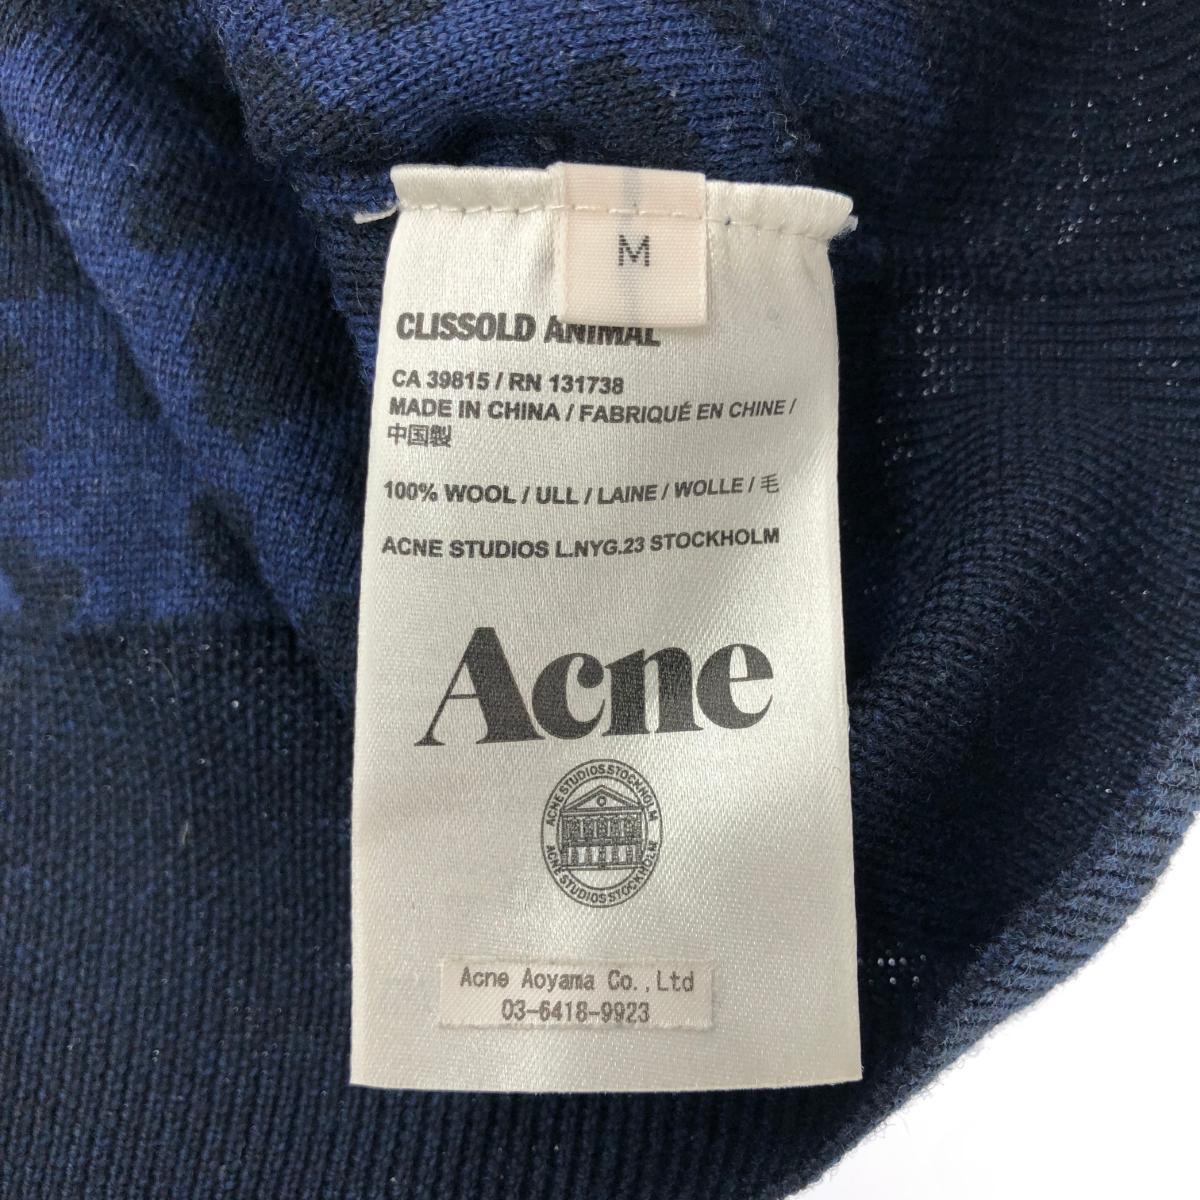 M
CLISSOLD ANIMAL
CA 39815 / RN 131738
MADE IN CHINA / FABRIQUÉ EN CHINE /
中国製
100% WOOL / ULL / LAINE / WOLLE / 毛
ACNE STUDIOS L.NYG.23 STOCKHOLM
Acne
ACNE STUDIOS STOCKHOLM
ACNE STUDIOS STOCKHOLM
Acne Aoyama Co.,Ltd
03-6418-9923